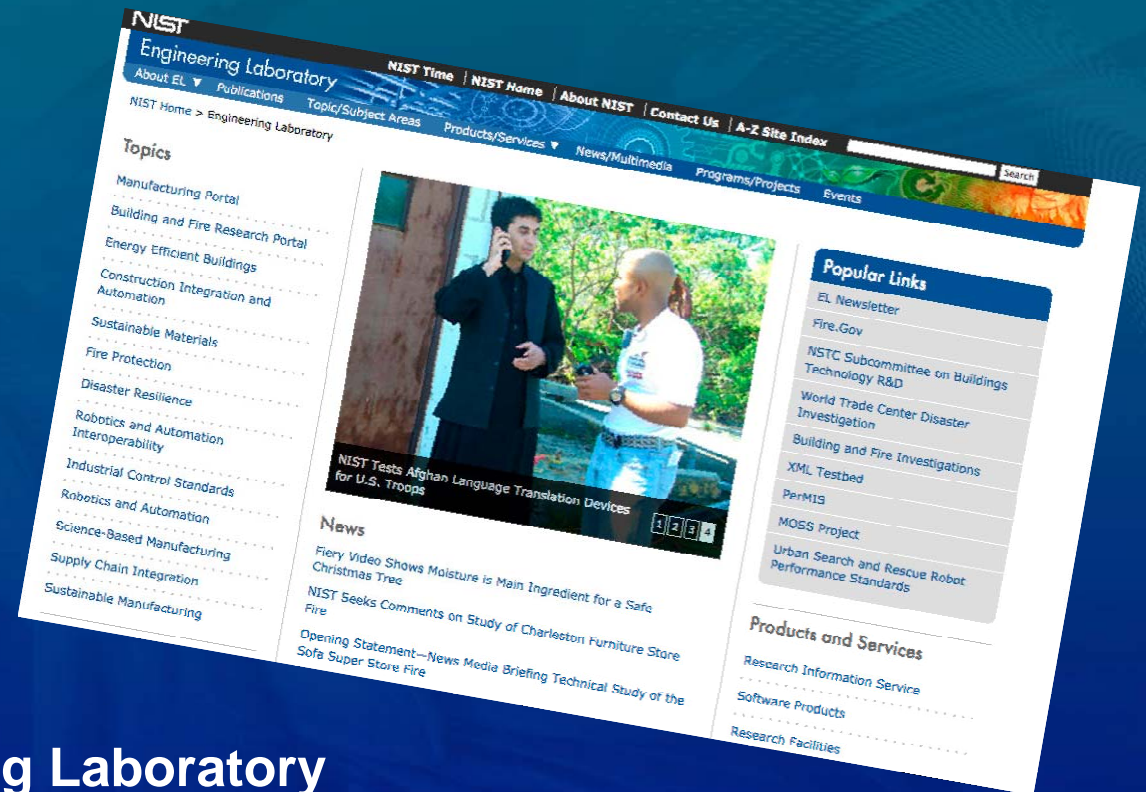 NIST
Engineering Laboratory
NIST Time | NIST Home | About NIST | Contact Us | A-Z Site Index
Search
About EL ▼ Publications Topic/Subject Areas Products/Services ▼ News/Multimedia Programs/Projects Events
NIST Home > Engineering Laboratory
Topics
Manufacturing Portal
Building and Fire Research Portal
Energy Efficient Buildings
Construction Integration and
Automation
Sustainable Materials
Fire Protection
Disaster Resilience
Robotics and Automation
Interoperability
Industrial Control Standards
Robotics and Automation
Science-Based Manufacturing
Supply Chain Integration
Sustainable Manufacturing
NIST Tests Afghan Language Translation Devices
for U.S. Troops
1 2 3 4
News
Fiery Video Shows Moisture is Main Ingredient for a Safe
Christmas Tree
NIST Seeks Comments on Study of Charleston Furniture Store
Fire
Opening Statement—News Media Briefing Technical Study of the
Sofa Super Store Fire
Popular Links
EL Newsletter
Fire.Gov
NSTC Subcommittee on Buildings
Technology R&D
World Trade Center Disaster
Investigation
Building and Fire Investigations
XML Testbed
PerMIS
MOSS Project
Urban Search and Rescue Robot
Performance Standards
Products and Services
Research Information Service
Software Products
Research Facilities
g Laboratory